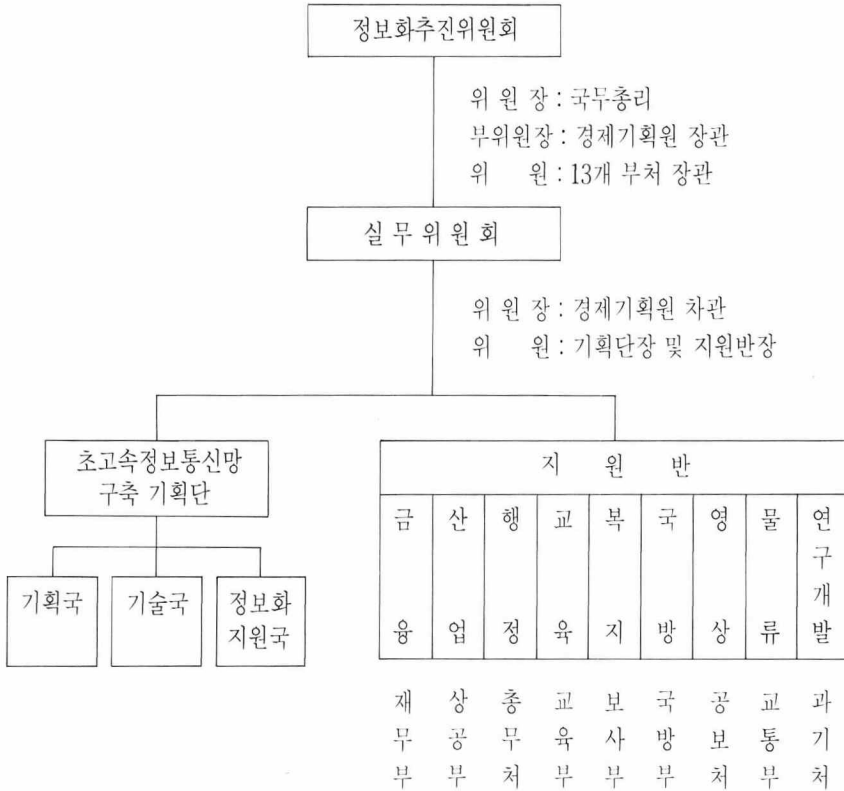 정보화추진위원회
위 원 장 : 국무총리
부위원장 : 경제기획원 장관
위 원 : 13개 부처 장관
실 무 위 원 회
위 원 장 : 경제기획원 차관
위 원 : 기획단장 및 지원반장
초고속정보통신망
구축 기획단
기획국
기술국
정보화
지원국
지 원 반
금융
산업
행정
교육
복지
국방
영상
물류
연구개발
재무부
상공부
총무처
교육부
보사부
국방부
공보처
교통부
과기처